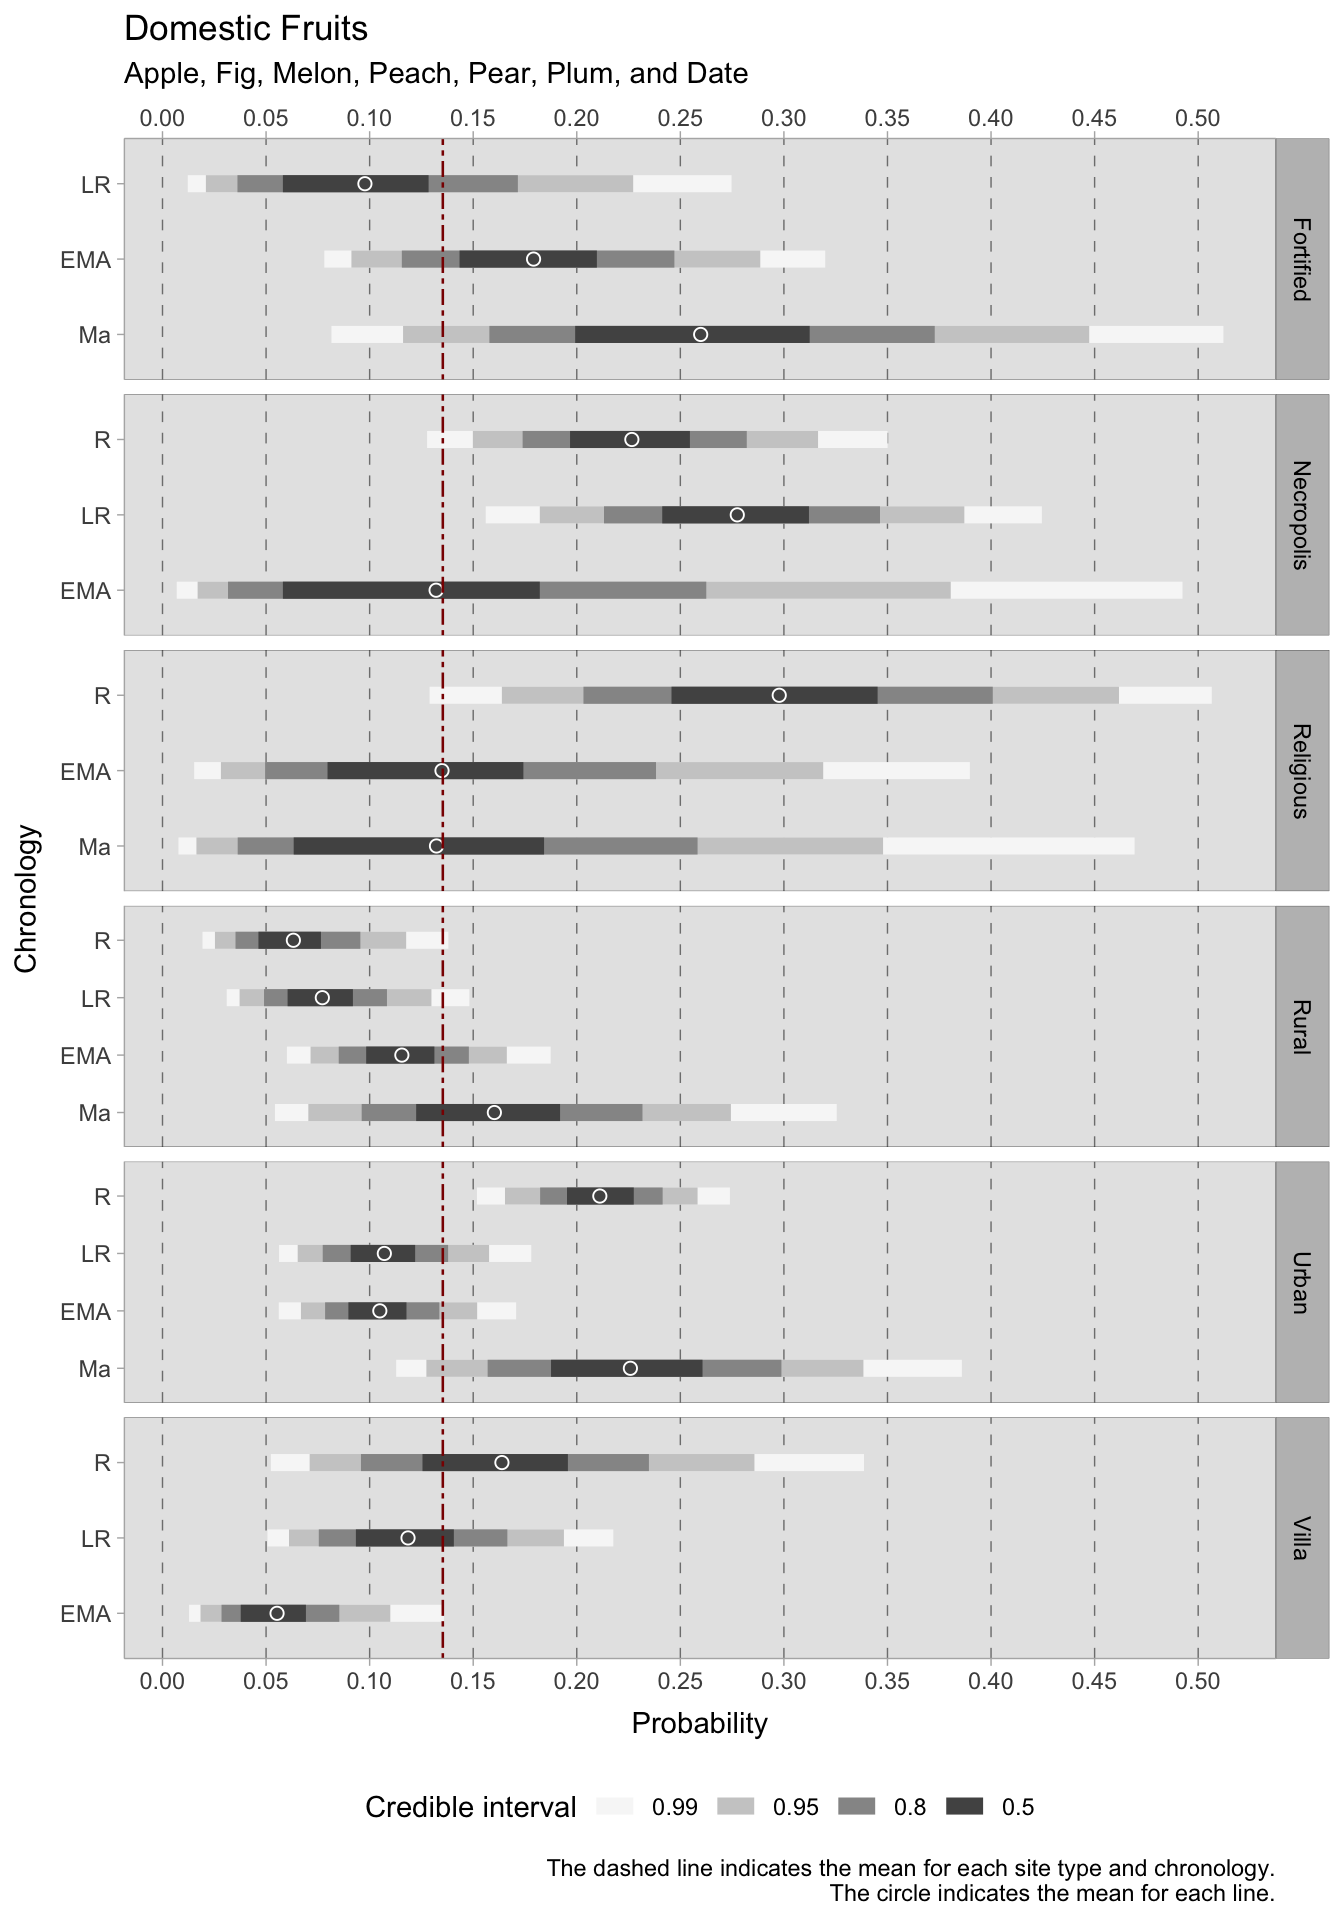 Domestic Fruits
Apple, Fig, Melon, Peach, Pear, Plum, and Date
0.00 0.05 0.10 0.15 0.20 0.25 0.30 0.35 0.40 0.45 0.50
LR
EMA
Ma
Fortified
R
LR
EMA
Necropolis
R
EMA
Ma
Religious
Chronology
R
LR
EMA
Ma
Rural
R
LR
EMA
Ma
Urban
R
LR
EMA
Villa
0.00 0.05 0.10 0.15 0.20 0.25 0.30 0.35 0.40 0.45 0.50
Probability
Credible interval 0.99 0.95 0.8 0.5
The dashed line indicates the mean for each site type and chronology.
The circle indicates the mean for each line.